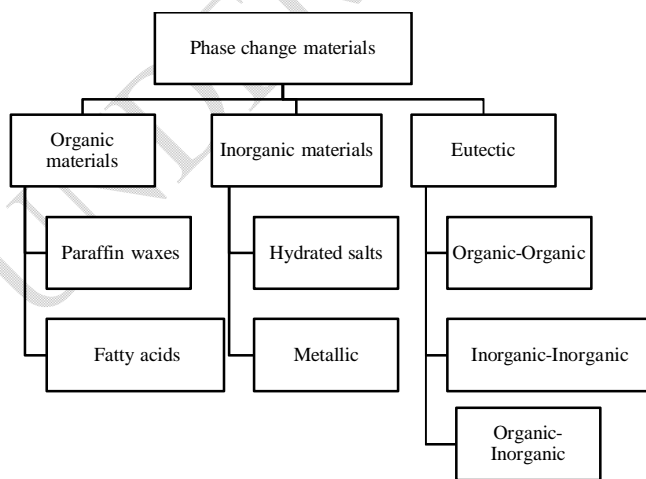 Phase change materials
Organic
materials
Inorganic materials
Eutectic
Paraffin waxes
Hydrated salts
Organic-Organic
Fatty acids
Metallic
Inorganic-Inorganic
Organic-
Inorganic